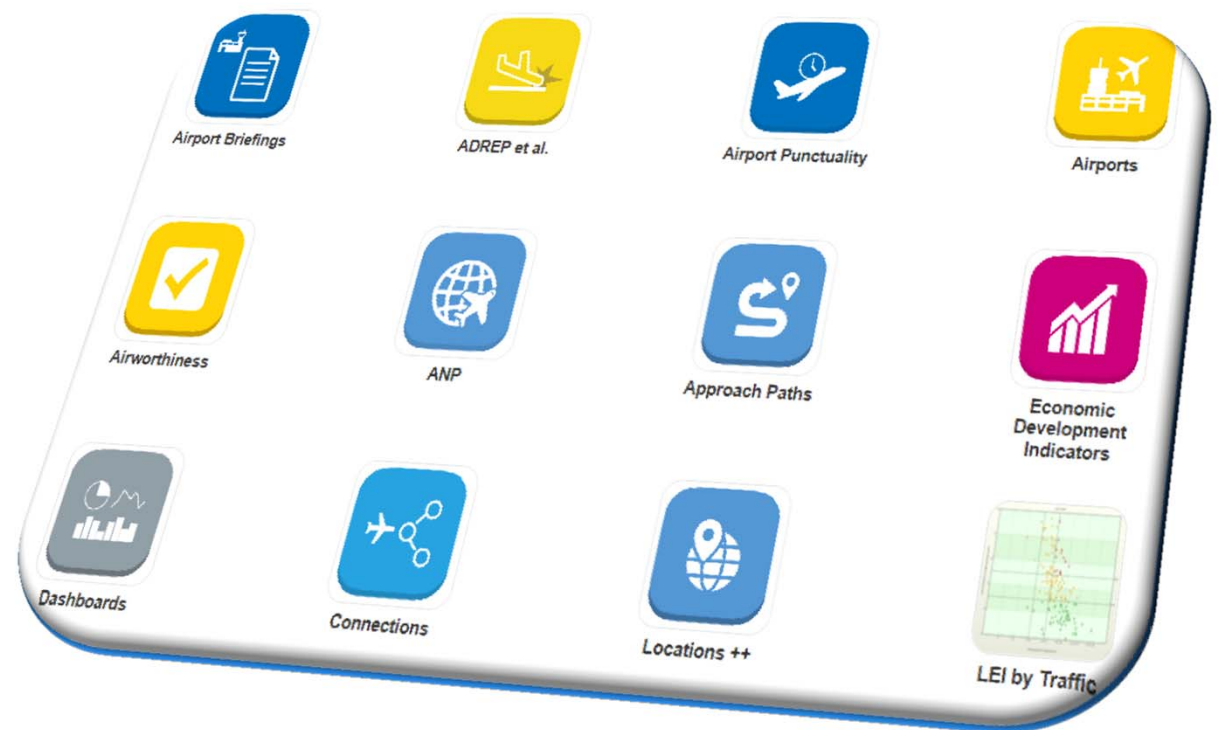 Airport Briefings
ADREP et al.
Airport Punctuality
Airports
Airworthiness
ANP
Approach Paths
Economic
Development
Indicators
Dashboards
Connections
Locations ++
LEI by Traffic